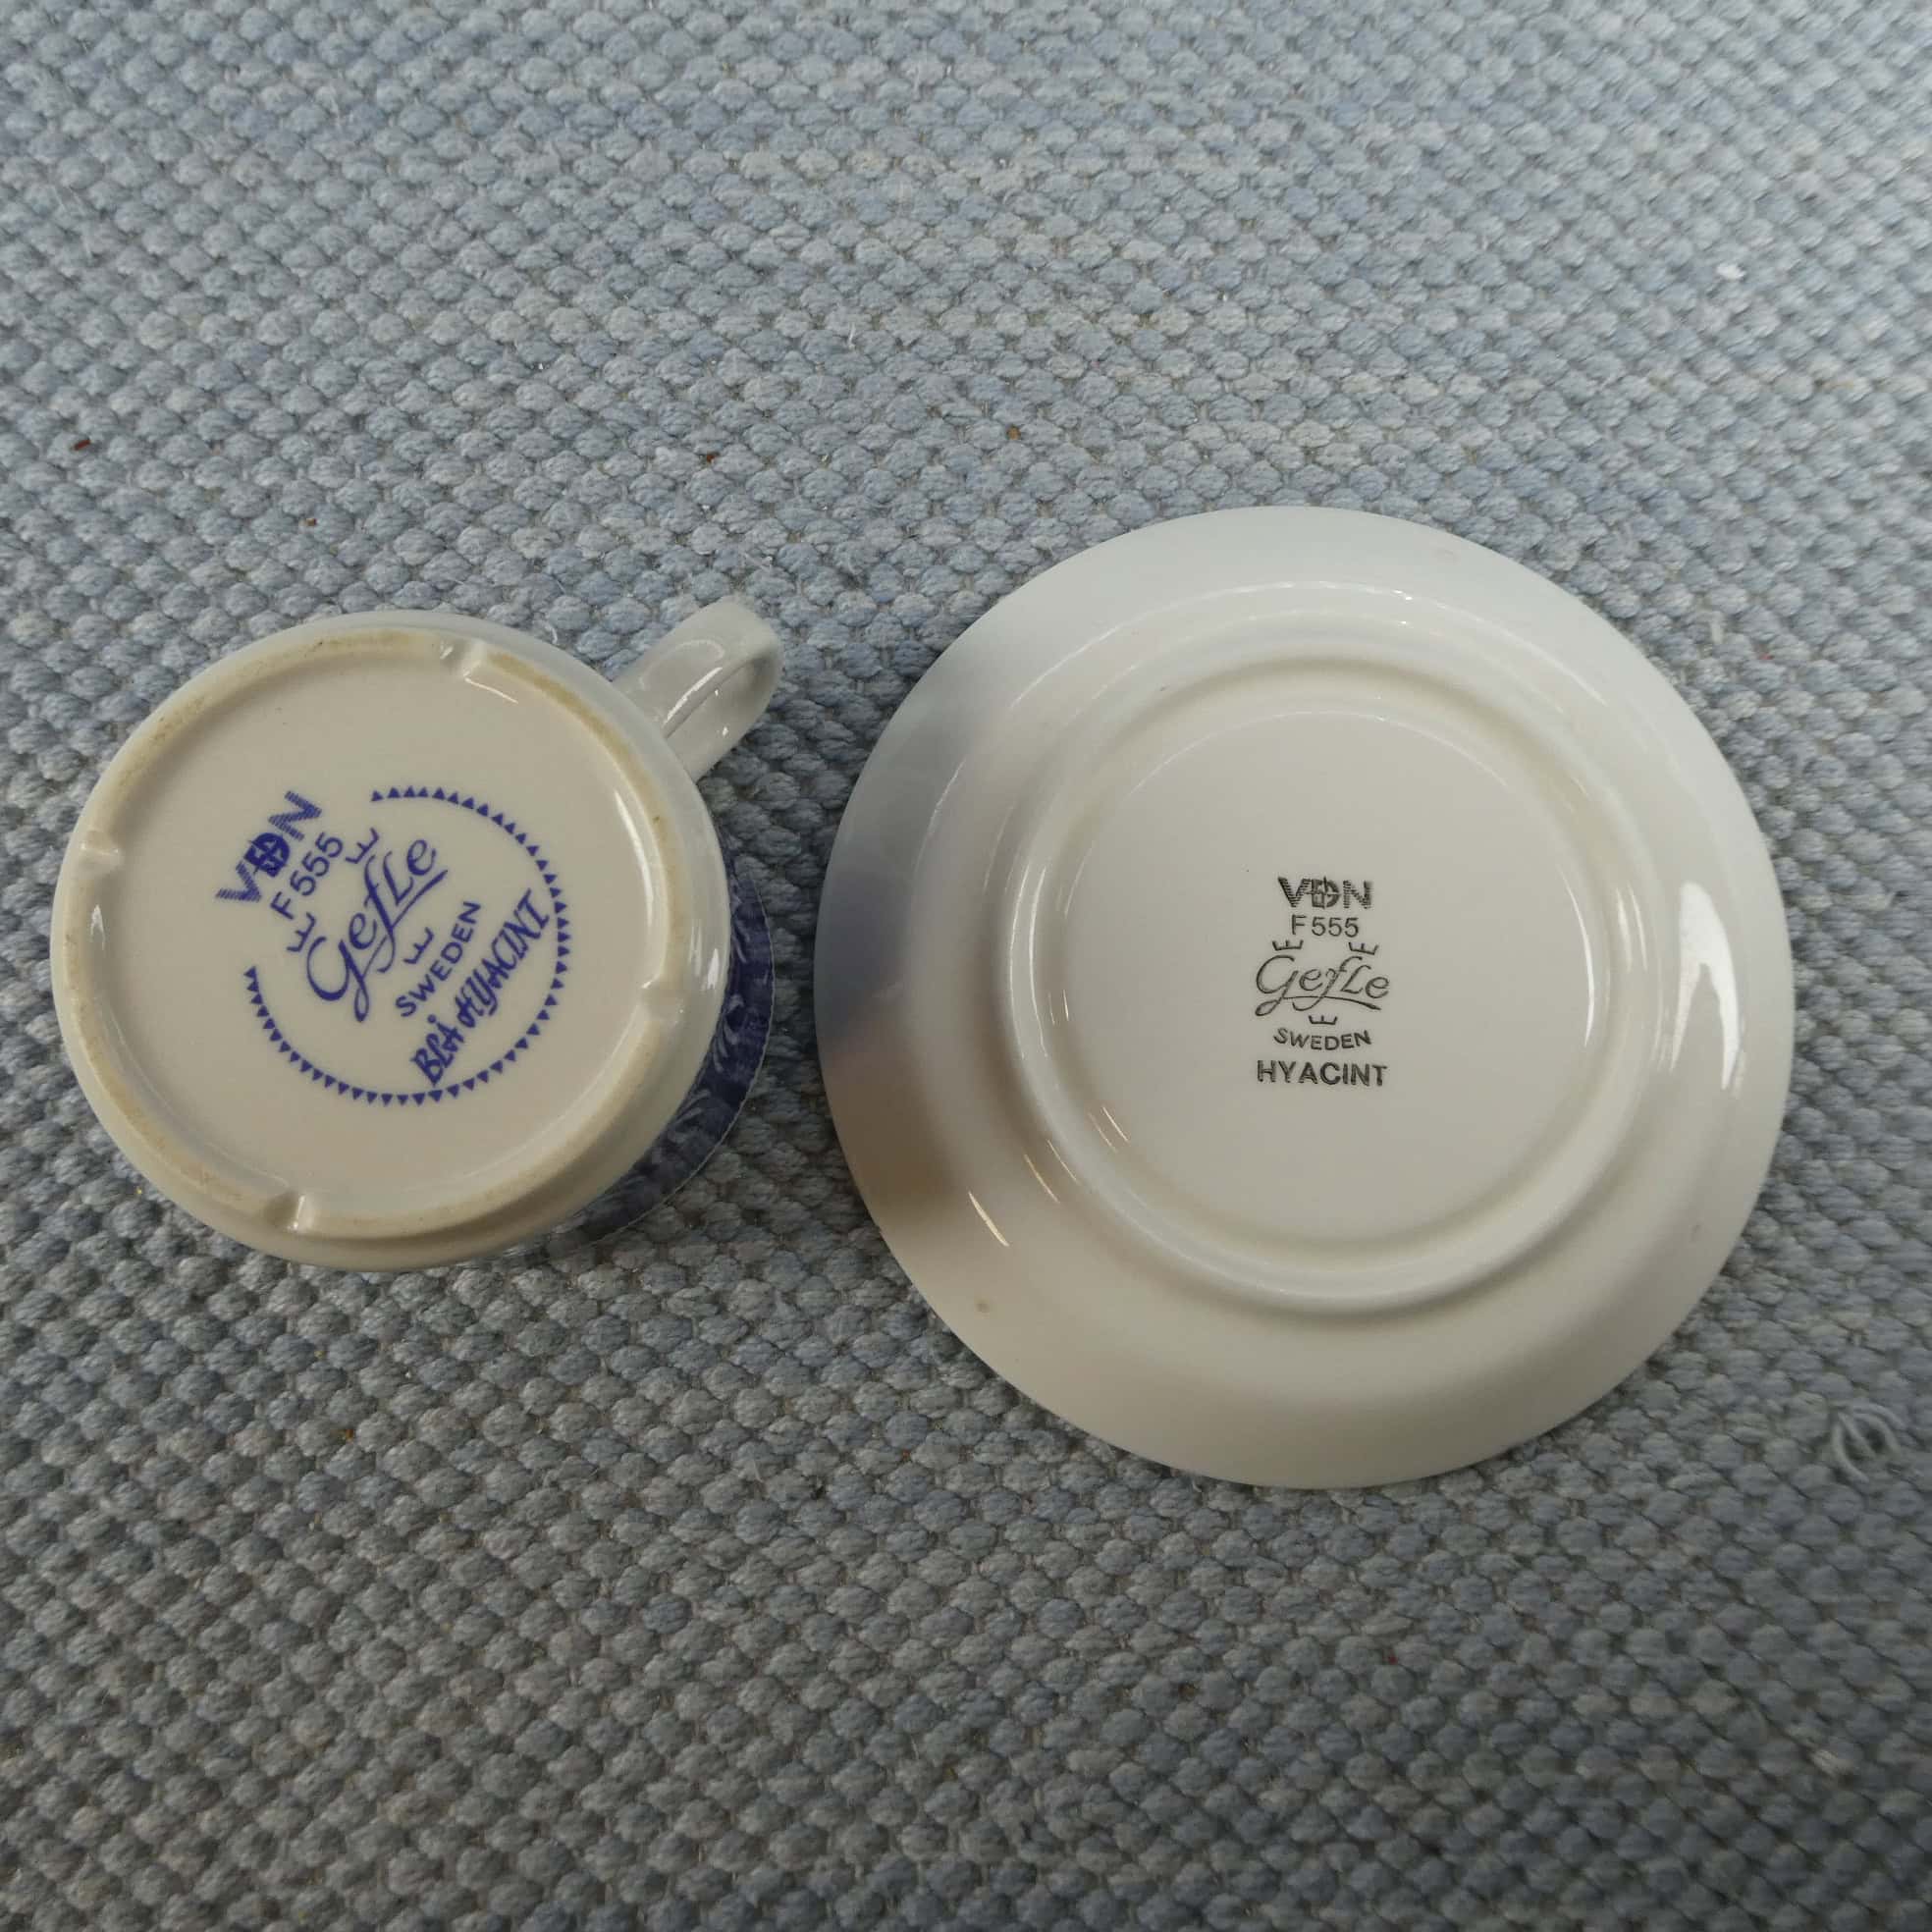 VDN
F555
Gefle
SWEDEN
BLÅ HYACINT
VDN
F555
Gefle
SWEDEN
HYACINT